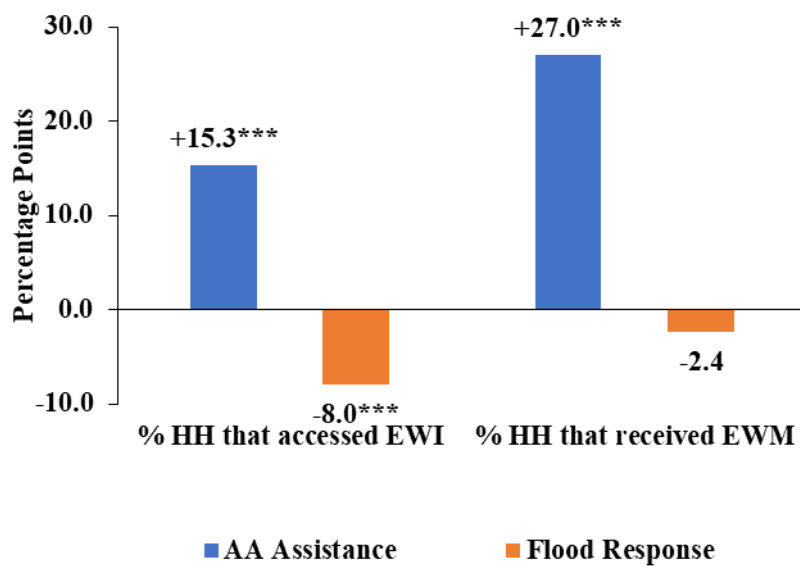 30.0
+27.0***
20.0
+15.3***
Percentage Points
10.0
0.0
-2.4
-10.0
-8.0***
% HH that accessed EWI
% HH that received EWM
AA Assistance
Flood Response